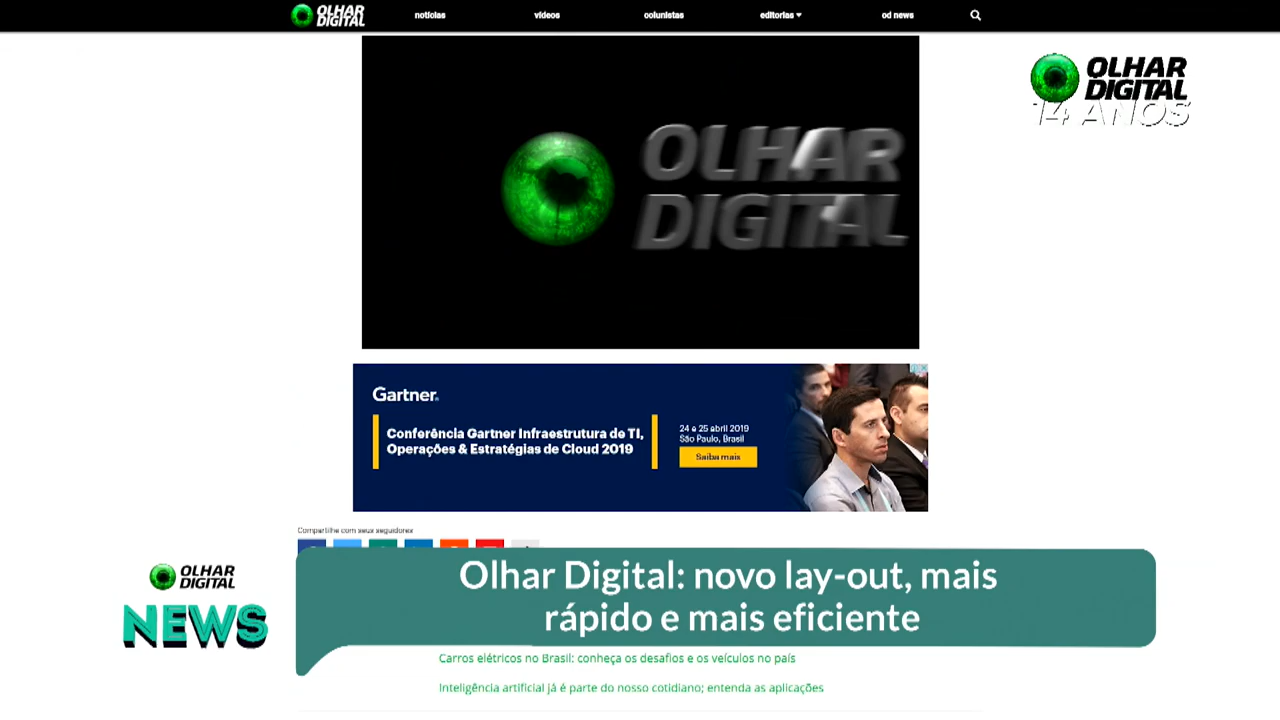 OLHAR
DIGITAL
notícias
vídeos
colunistas
editorias
od news
OLHAR
DIGITAL
14 ANOS
OLHAR
DIGITAL
Gartner.
Conferência Gartner Infraestrutura de TI,
Operações & Estratégias de Cloud 2019
24 e 25 abril 2019
São Paulo, Brasil
Saiba mais
Compartilhe com seus seguidores
OLHAR
DIGITAL
NEWS
Olhar Digital: novo lay-out, mais
rápido e mais eficiente
Carros elétricos no Brasil: conheça os desafios e os veículos no país
Inteligência artificial já é parte do nosso cotidiano; entenda as aplicações